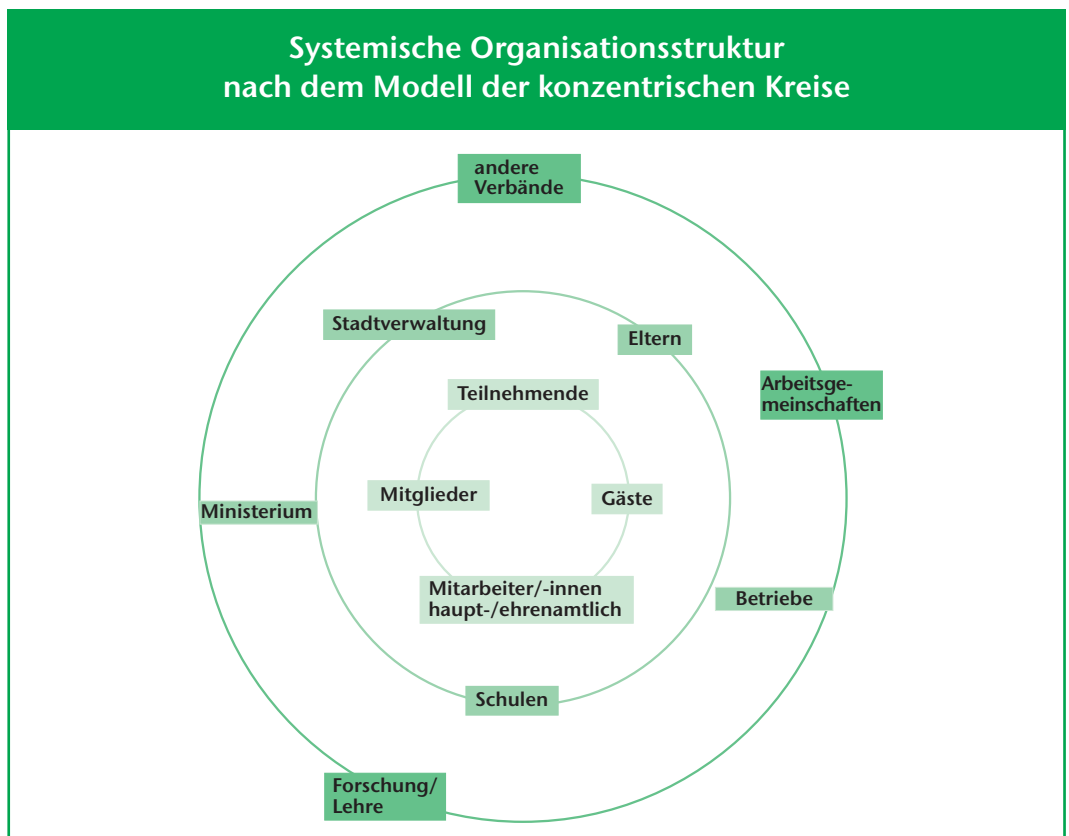 Systemische Organisationsstruktur
nach dem Modell der konzentrischen Kreise
andere
Verbände
Stadtverwaltung
Eltern
Teilnehmende
Arbeitsge-
meinschaften
Mitglieder
Gäste
Ministerium
Mitarbeiter/-innen
haupt-/ehrenamtlich
Betriebe
Schulen
Forschung/
Lehre